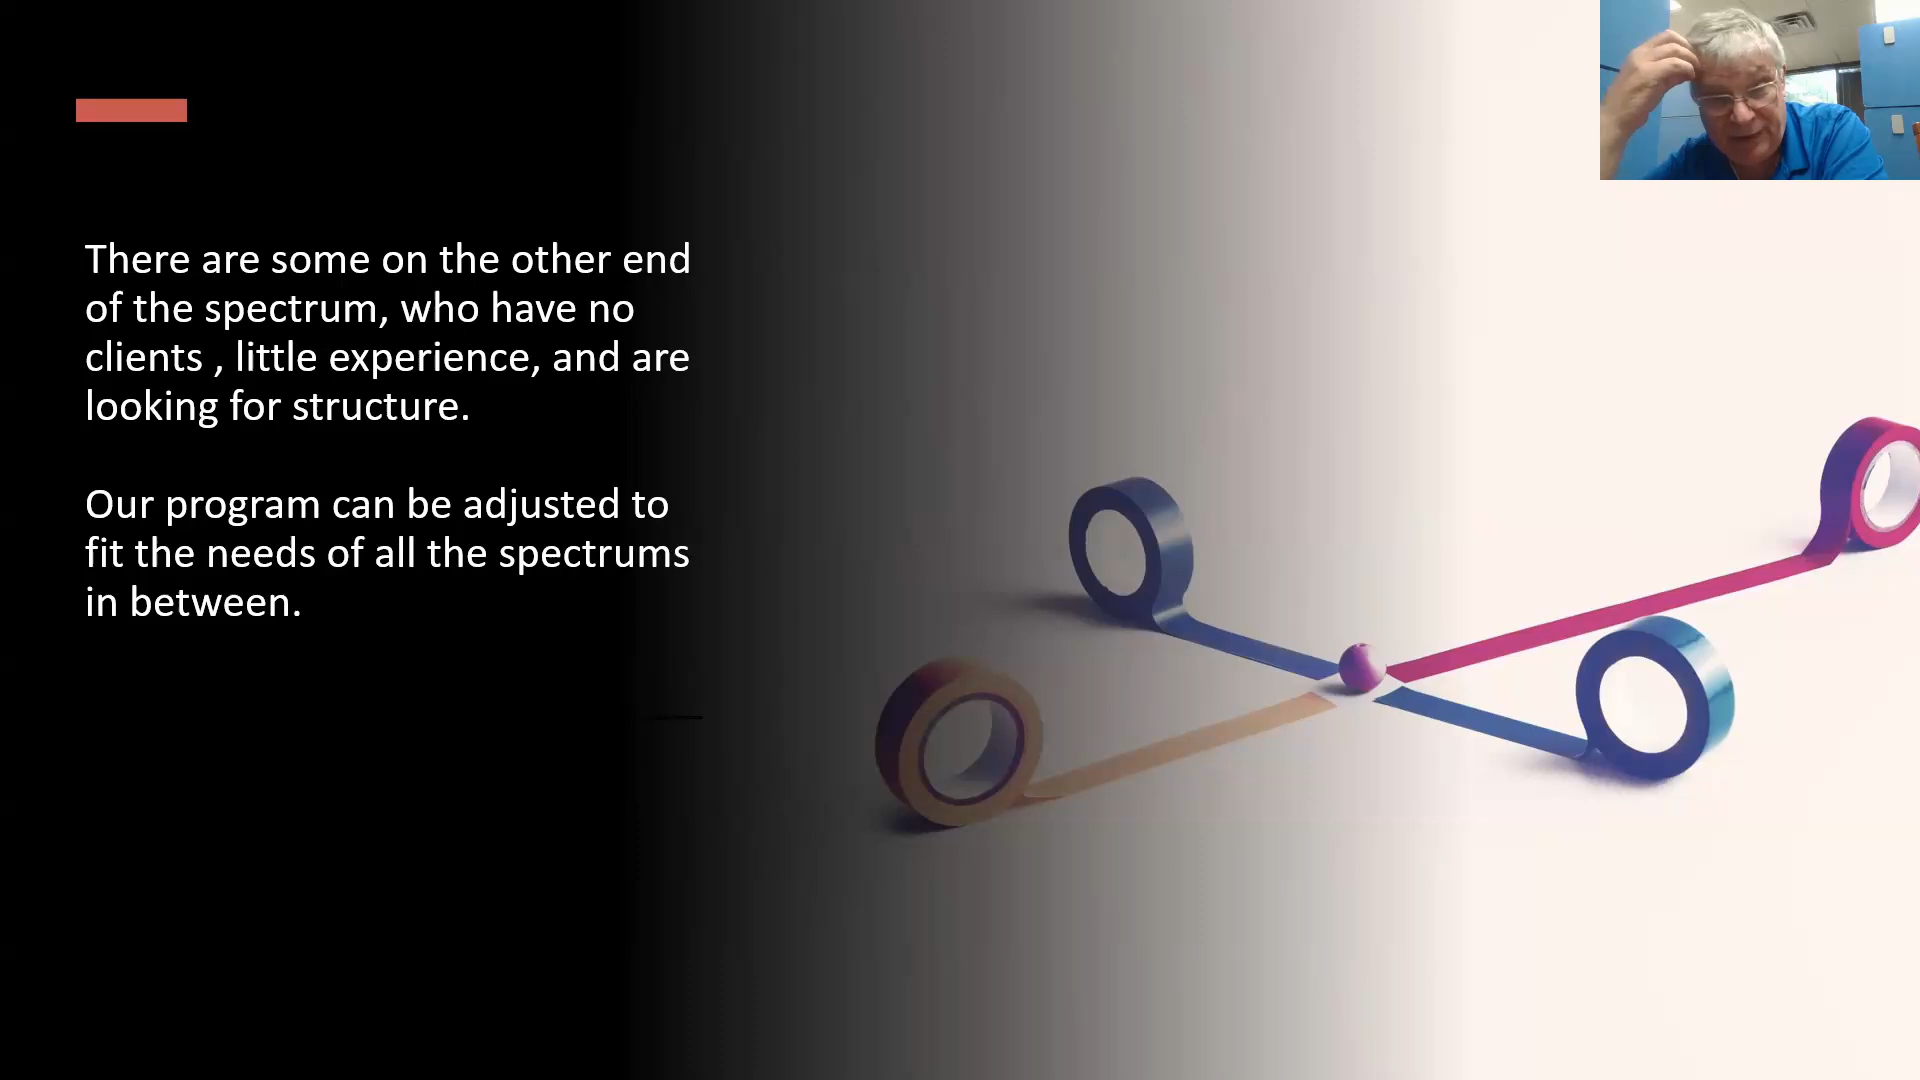 There are some on the other end
of the spectrum, who have no
clients , little experience, and are
looking for structure.
Our program can be adjusted to
fit the needs of all the spectrums
in between.